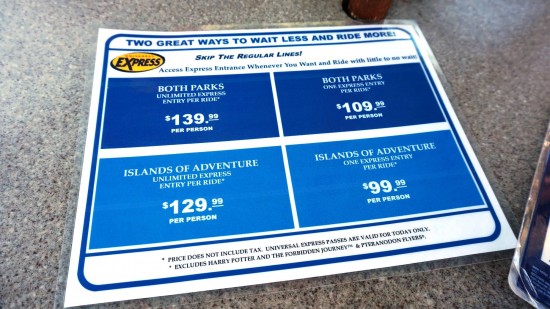 TWO GREAT WAYS TO WAIT LESS AND RIDE MORE!
EXPRESS
SKIP THE REGULAR LINES!
Access Express Entrance Whenever You Want and Ride with little to no wait!
BOTH PARKS
UNLIMITED EXPRESS
ENTRY PER RIDE*
$139.99
PER PERSON
BOTH PARKS
ONE EXPRESS ENTRY
PER RIDE*
$109.99
PER PERSON
ISLANDS OF ADVENTURE
UNLIMITED EXPRESS
ENTRY PER RIDE*
$129.99
PER PERSON
ISLANDS OF ADVENTURE
ONE EXPRESS ENTRY
PER RIDE*
$99.99
PER PERSON
* PRICE DOES NOT INCLUDE TAX. UNIVERSAL EXPRESS PASSES ARE VALID FOR TODAY ONLY.
* EXCLUDES HARRY POTTER AND THE FORBIDDEN JOURNEY™ & PTERANODON FLYERS®.